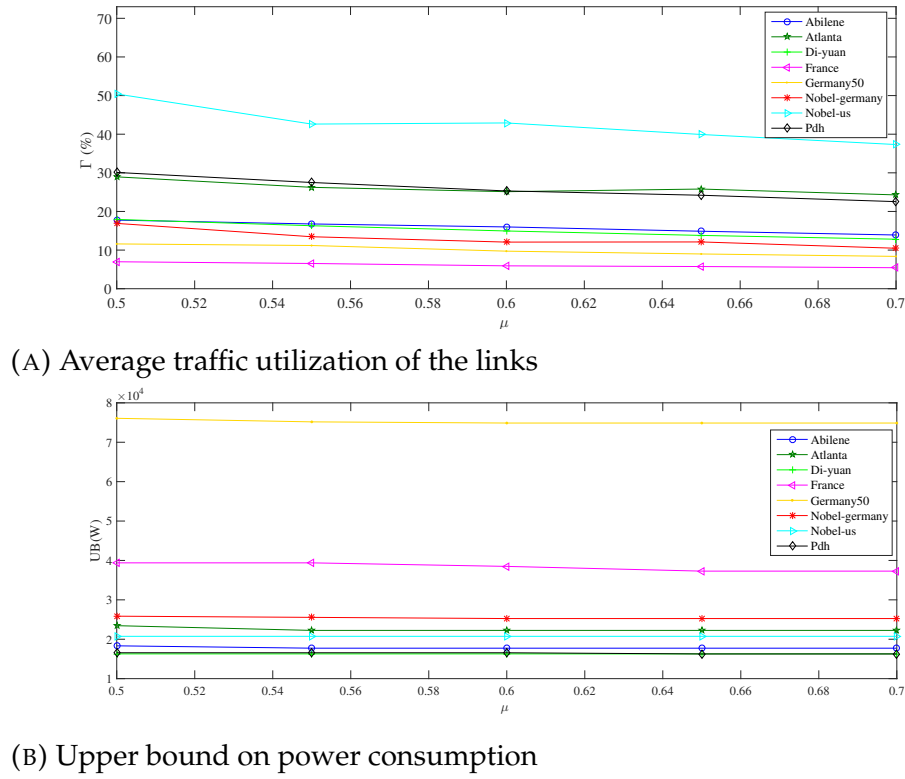 70
60
50
40
30
20
10
0
Γ (%)
0.5 0.52 0.54 0.56 0.58 0.6 0.62 0.64 0.66 0.68 0.7
μ
Abilene
Atlanta
Di-yuan
France
Germany50
Nobel-germany
Nobel-us
Pdh
(A) Average traffic utilization of the links
×10⁴
8
7
6
5
4
3
2
1
UB(W)
0.5 0.52 0.54 0.56 0.58 0.6 0.62 0.64 0.66 0.68 0.7
μ
Abilene
Atlanta
Di-yuan
France
Germany50
Nobel-germany
Nobel-us
Pdh
(B) Upper bound on power consumption